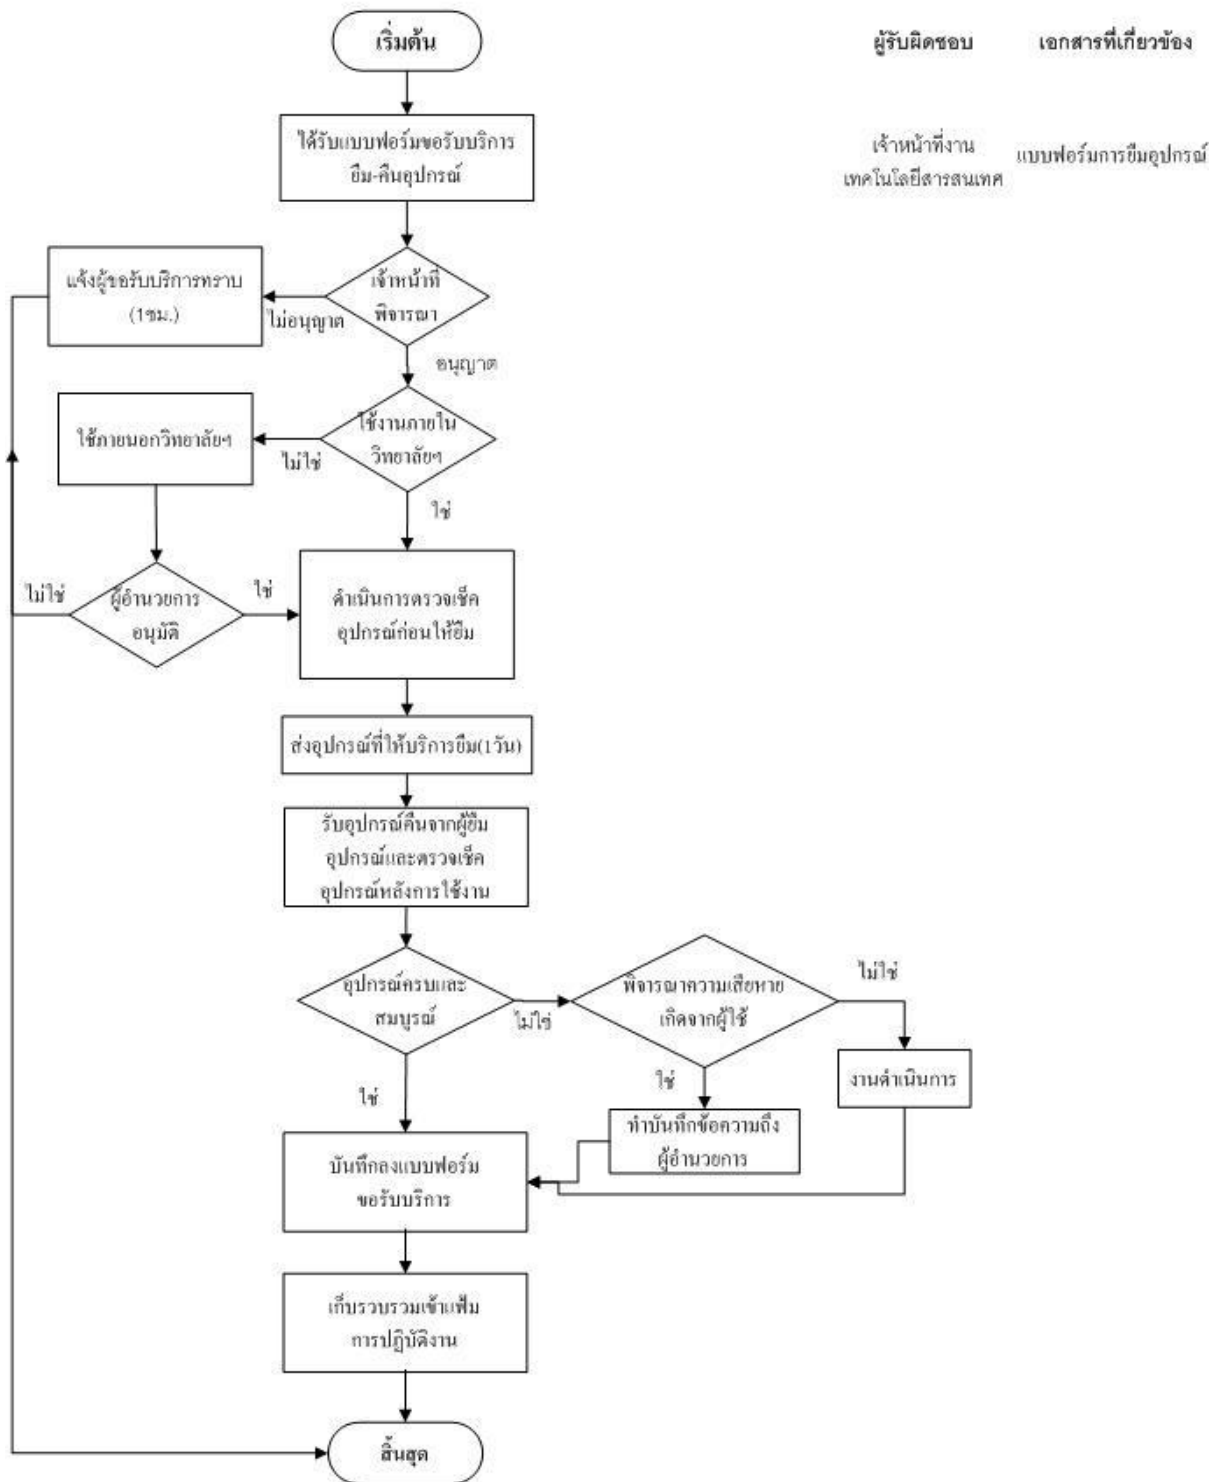 เริ่มต้น
ผู้รับผิดชอบ
เอกสารที่เกี่ยวข้อง
ได้รับแบบฟอร์มขอรับบริการ
ยืม-คืนอุปกรณ์
เจ้าหน้าที่งาน
เทคโนโลยีสารสนเทศ
แบบฟอร์มการยืมอุปกรณ์
แจ้งผู้ขอรับบริการทราบ
(1ชม.)
ไม่อนุญาต
เจ้าหน้าที่
พิจารณา
อนุญาต
ใช้ภายนอกวิทยาลัยฯ
ไม่ใช่
ใช้งานภายใน
วิทยาลัยฯ
ใช่
ไม่ใช่
ผู้อำนวยการ
อนุมัติ
ใช่
ดำเนินการตรวจเช็ค
อุปกรณ์ก่อนให้ยืม
ส่งอุปกรณ์ที่ให้บริการยืม(1วัน)
รับอุปกรณ์คืนจากผู้ยืม
อุปกรณ์และตรวจเช็ค
อุปกรณ์หลังการใช้งาน
อุปกรณ์ครบและ
สมบูรณ์
ไม่ใช่
พิจารณาความเสียหาย
เกิดจากผู้ใช้
ไม่ใช่
งานดำเนินการ
ใช่
ใช่
ทำบันทึกข้อความถึง
ผู้อำนวยการ
บันทึกลงแบบฟอร์ม
ขอรับบริการ
เก็บรวบรวมเข้าแฟ้ม
การปฏิบัติงาน
สิ้นสุด